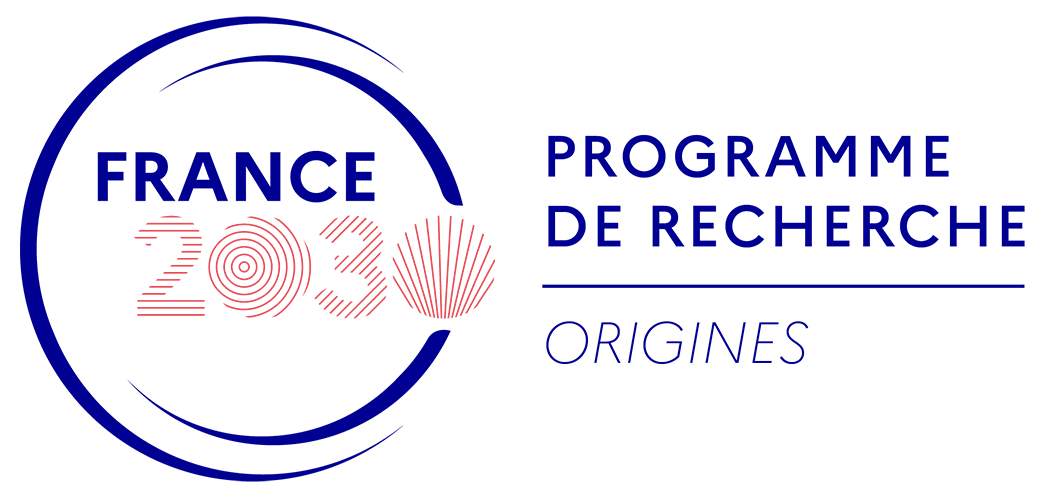 FRANCE
2030
PROGRAMME
DE RECHERCHE
ORIGINES